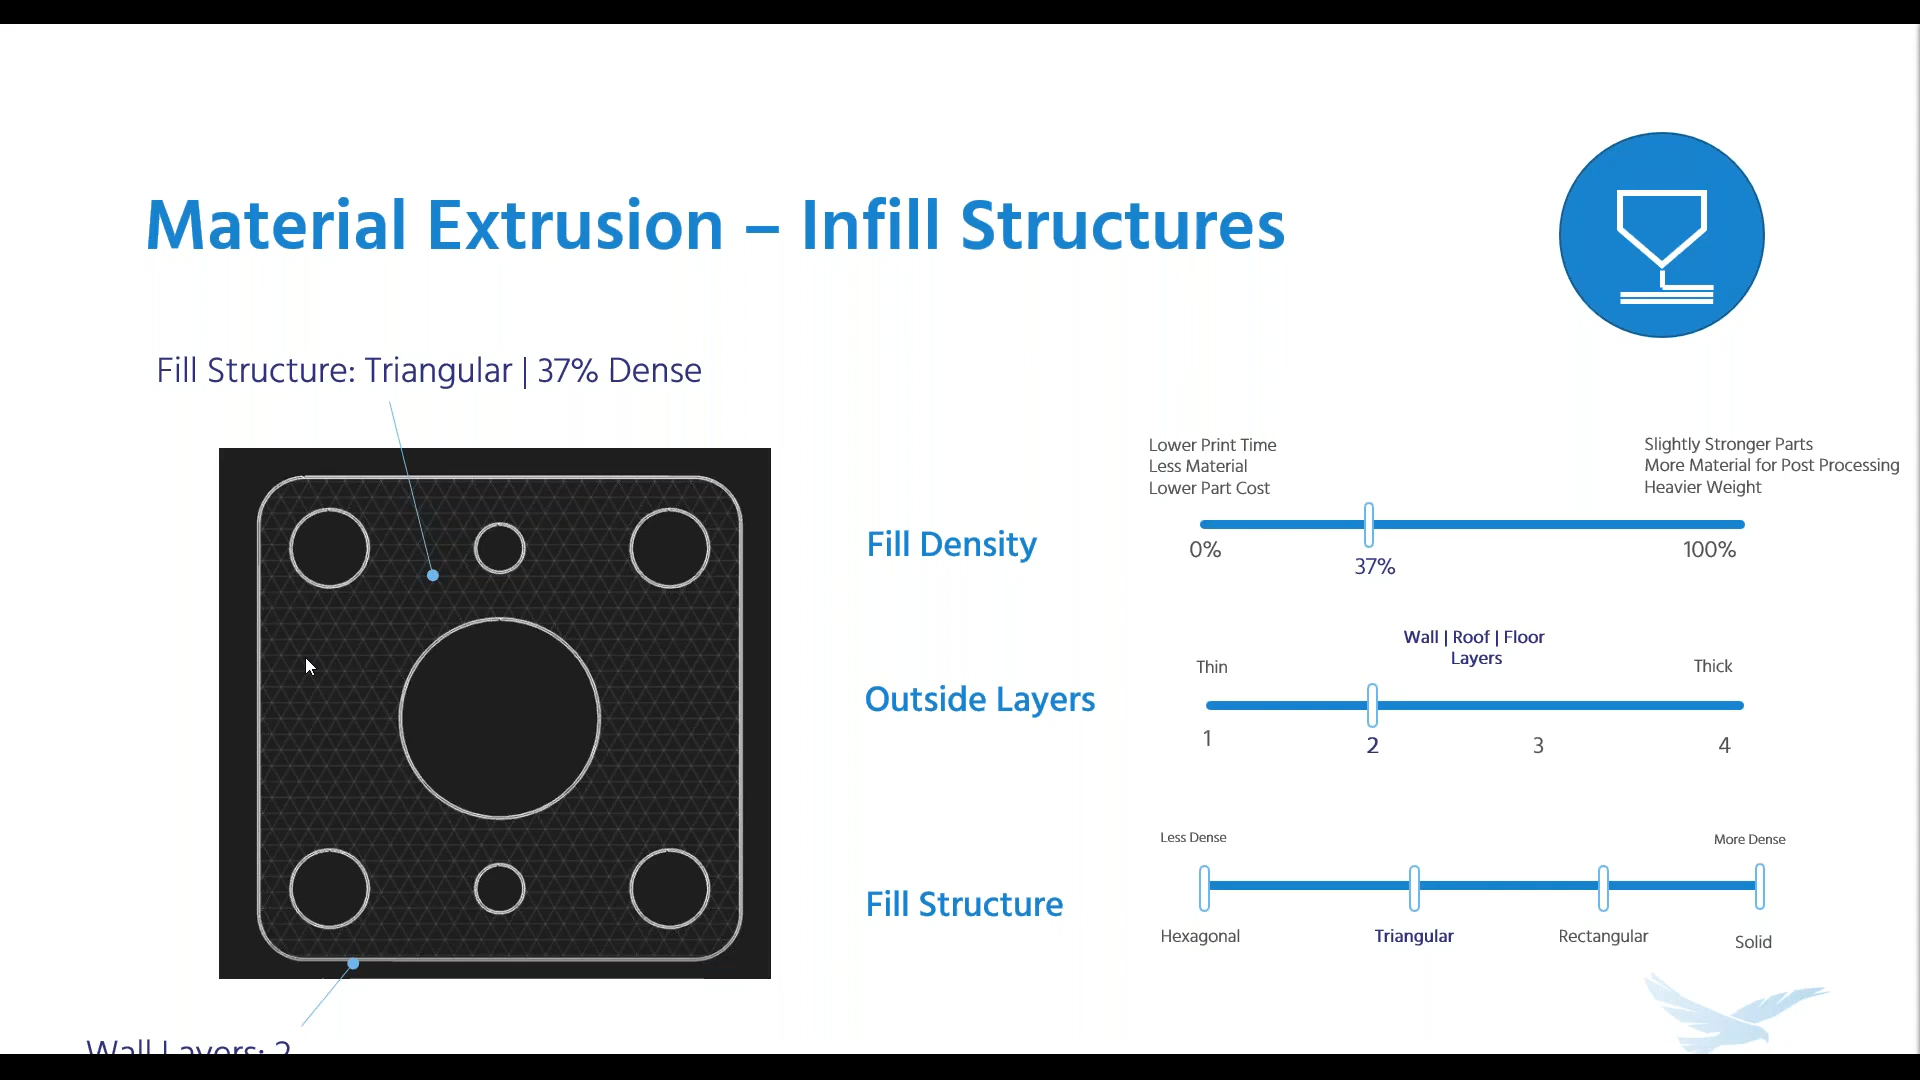 Material Extrusion – Infill Structures
Fill Structure: Triangular | 37% Dense
Lower Print Time
Less Material
Lower Part Cost
Slightly Stronger Parts
More Material for Post Processing
Heavier Weight
Fill Density
0%
37%
100%
Wall | Roof | Floor
Layers
Thin
Thick
Outside Layers
1
2
3
4
Less Dense
More Dense
Fill Structure
Hexagonal
Triangular
Rectangular
Solid
Wall Layers: 2